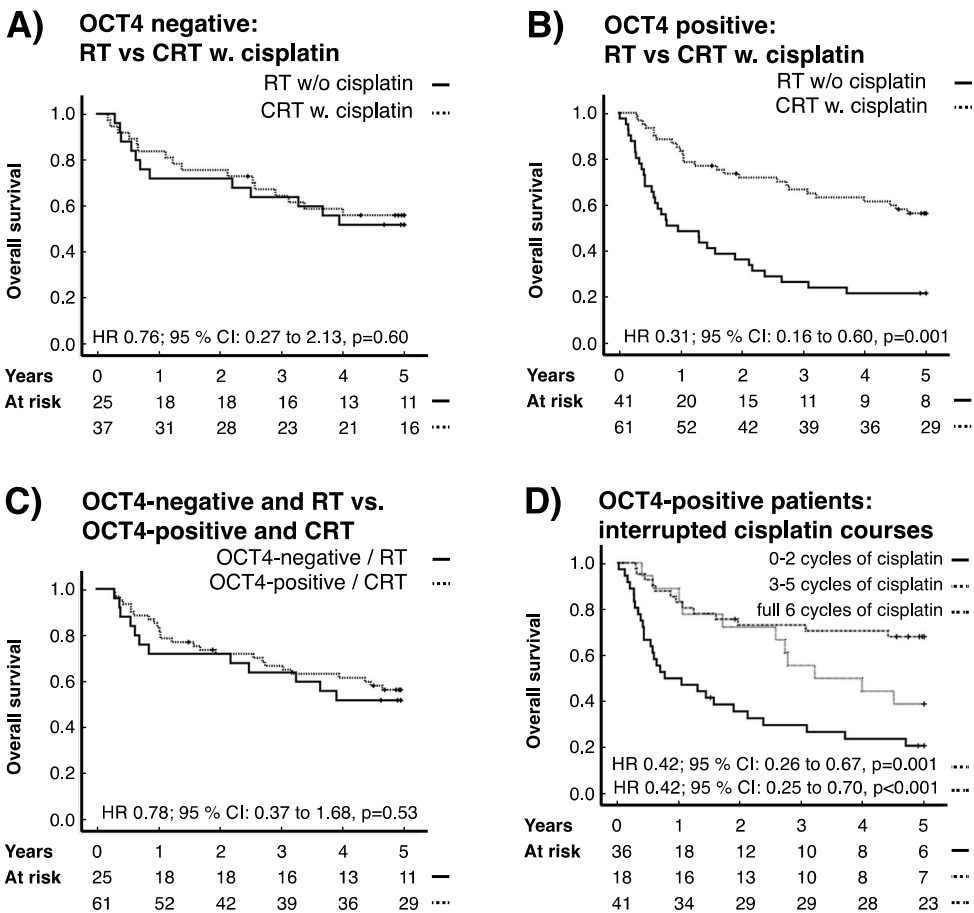 A) OCT4 negative:
RT vs CRT w. cisplatin
RT w/o cisplatin
CRT w. cisplatin
1.0
0.8
0.6
0.4
0.2
0.0
Overall survival
HR 0.76; 95 % CI: 0.27 to 2.13, p=0.60
Years 0 1 2 3 4 5
At risk 25 18 18 16 13 11
37 31 28 23 21 16
B) OCT4 positive:
RT vs CRT w. cisplatin
RT w/o cisplatin
CRT w. cisplatin
1.0
0.8
0.6
0.4
0.2
0.0
Overall survival
HR 0.31; 95 % CI: 0.16 to 0.60, p=0.001
Years 0 1 2 3 4 5
At risk 41 20 15 11 9 8
61 52 42 39 36 29
C) OCT4-negative and RT vs.
OCT4-positive and CRT
OCT4-negative / RT
OCT4-positive / CRT
1.0
0.8
0.6
0.4
0.2
0.0
Overall survival
HR 0.78; 95 % CI: 0.37 to 1.68, p=0.53
Years 0 1 2 3 4 5
At risk 25 18 18 16 13 11
61 52 42 39 36 29
D) OCT4-positive patients:
interrupted cisplatin courses
0-2 cycles of cisplatin
3-5 cycles of cisplatin
full 6 cycles of cisplatin
1.0
0.8
0.6
0.4
0.2
0.0
Overall survival
HR 0.42; 95 % CI: 0.26 to 0.67, p=0.001
HR 0.42; 95 % CI: 0.25 to 0.70, p<0.001
Years 0 1 2 3 4 5
At risk 36 18 12 10 8 6
18 16 13 10 8 7
41 34 29 29 28 23